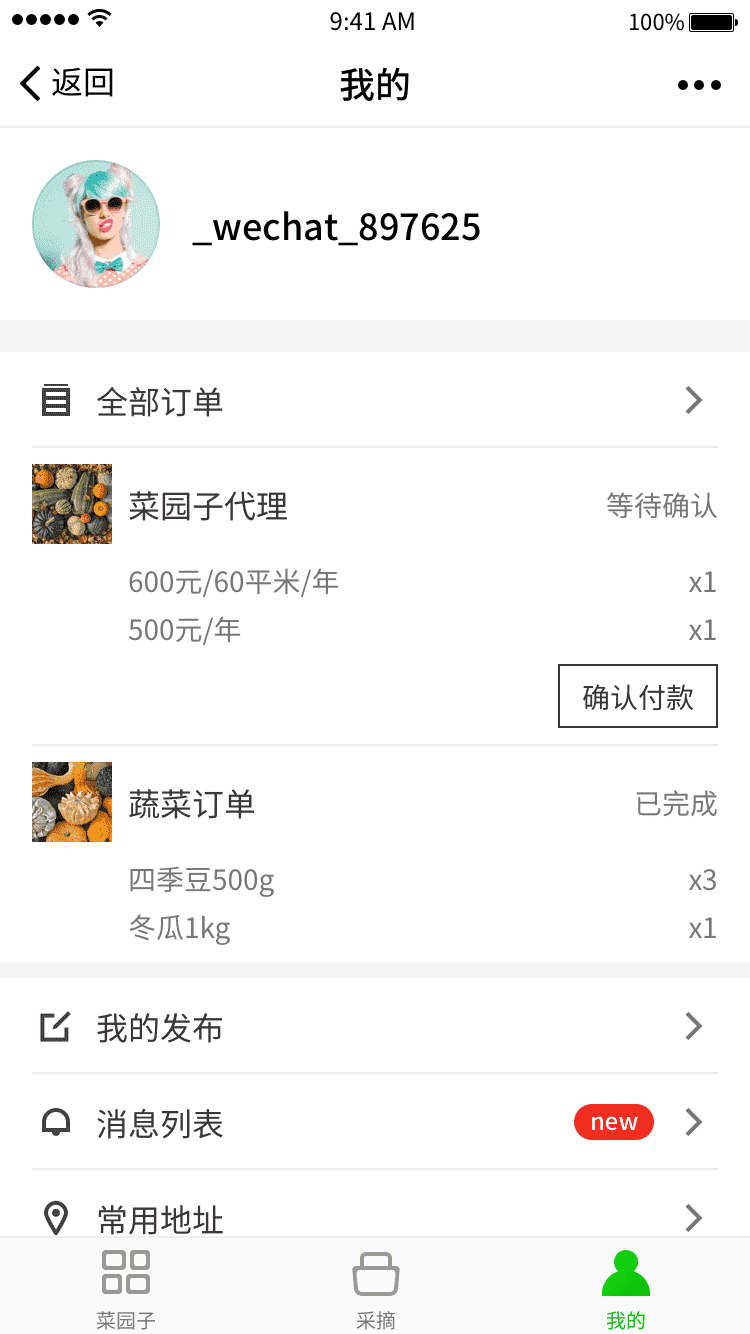 9:41 AM
100%
返回
我的
_wechat_897625
全部订单
菜园子代理
等待确认
600元/60平米/年
x1
500元/年
x1
确认付款
蔬菜订单
已完成
四季豆500g
x3
冬瓜1kg
x1
我的发布
消息列表
new
常用地址
菜园子
采摘
我的